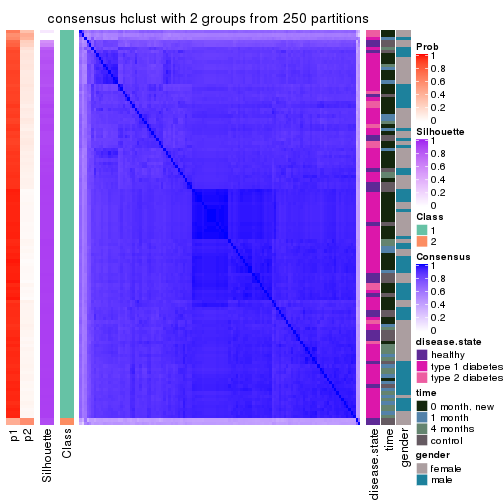 consensus hclust with 2 groups from 250 partitions
Prob
1
0.8
0.6
0.4
0.2
0
Silhouette
1
0.8
0.6
0.4
0.2
0
Class
1
2
Consensus
1
0.8
0.6
0.4
0.2
0
disease.state
healthy
type 1 diabetes
type 2 diabetes
time
0 month, new
1 month
4 months
control
gender
female
male
p1
p2
Silhouette
Class
disease.state
time
gender